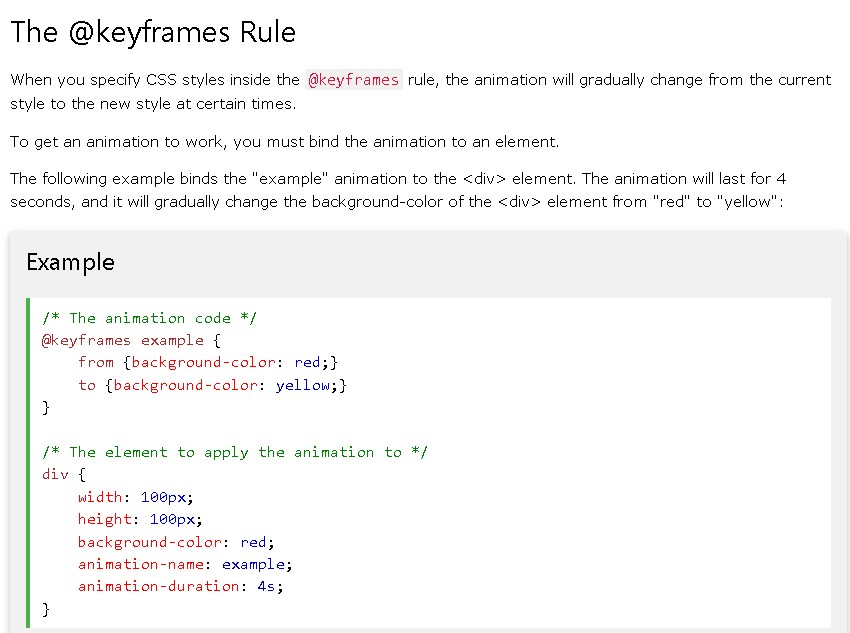 The @keyframes Rule
When you specify CSS styles inside the @keyframes rule, the animation will gradually change from the current
style to the new style at certain times.
To get an animation to work, you must bind the animation to an element.
The following example binds the "example" animation to the <div> element. The animation will last for 4
seconds, and it will gradually change the background-color of the <div> element from "red" to "yellow":
Example
/* The animation code */
@keyframes example {
    from {background-color: red;}
    to {background-color: yellow;}
}
/* The element to apply the animation to */
div {
    width: 100px;
    height: 100px;
    background-color: red;
    animation-name: example;
    animation-duration: 4s;
}